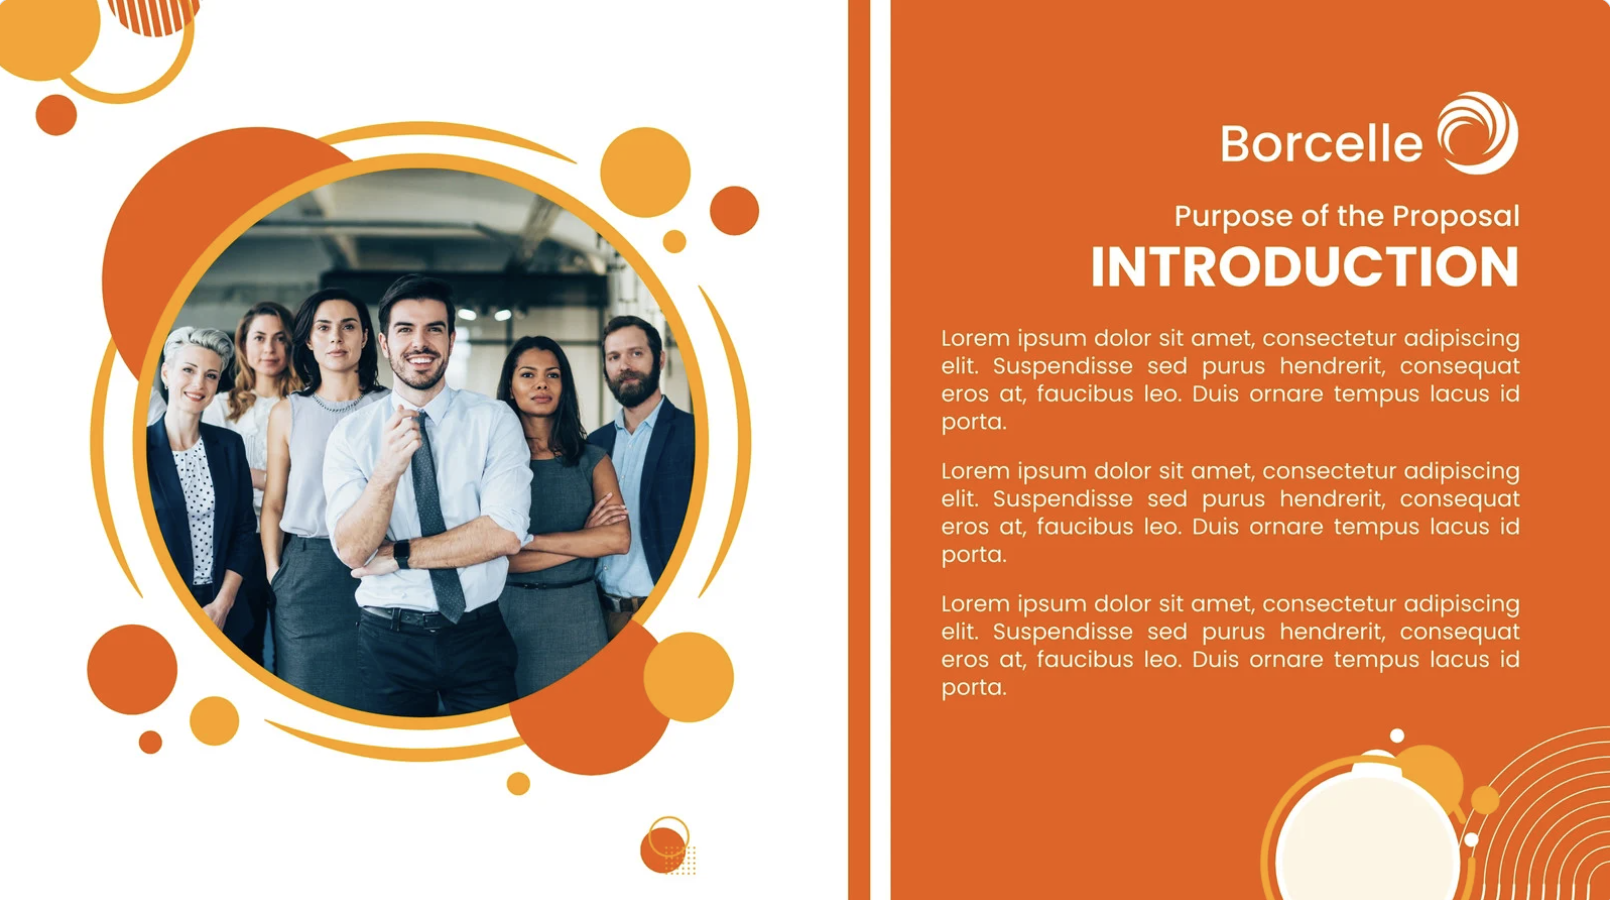 Borcelle
Purpose of the Proposal
INTRODUCTION
Lorem ipsum dolor sit amet, consectetur adipiscing
elit. Suspendisse sed purus hendrerit, consequat
eros at, faucibus leo. Duis ornare tempus lacus id
porta.
Lorem ipsum dolor sit amet, consectetur adipiscing
elit. Suspendisse sed purus hendrerit, consequat
eros at, faucibus leo. Duis ornare tempus lacus id
porta.
Lorem ipsum dolor sit amet, consectetur adipiscing
elit. Suspendisse sed purus hendrerit, consequat
eros at, faucibus leo. Duis ornare tempus lacus id
porta.